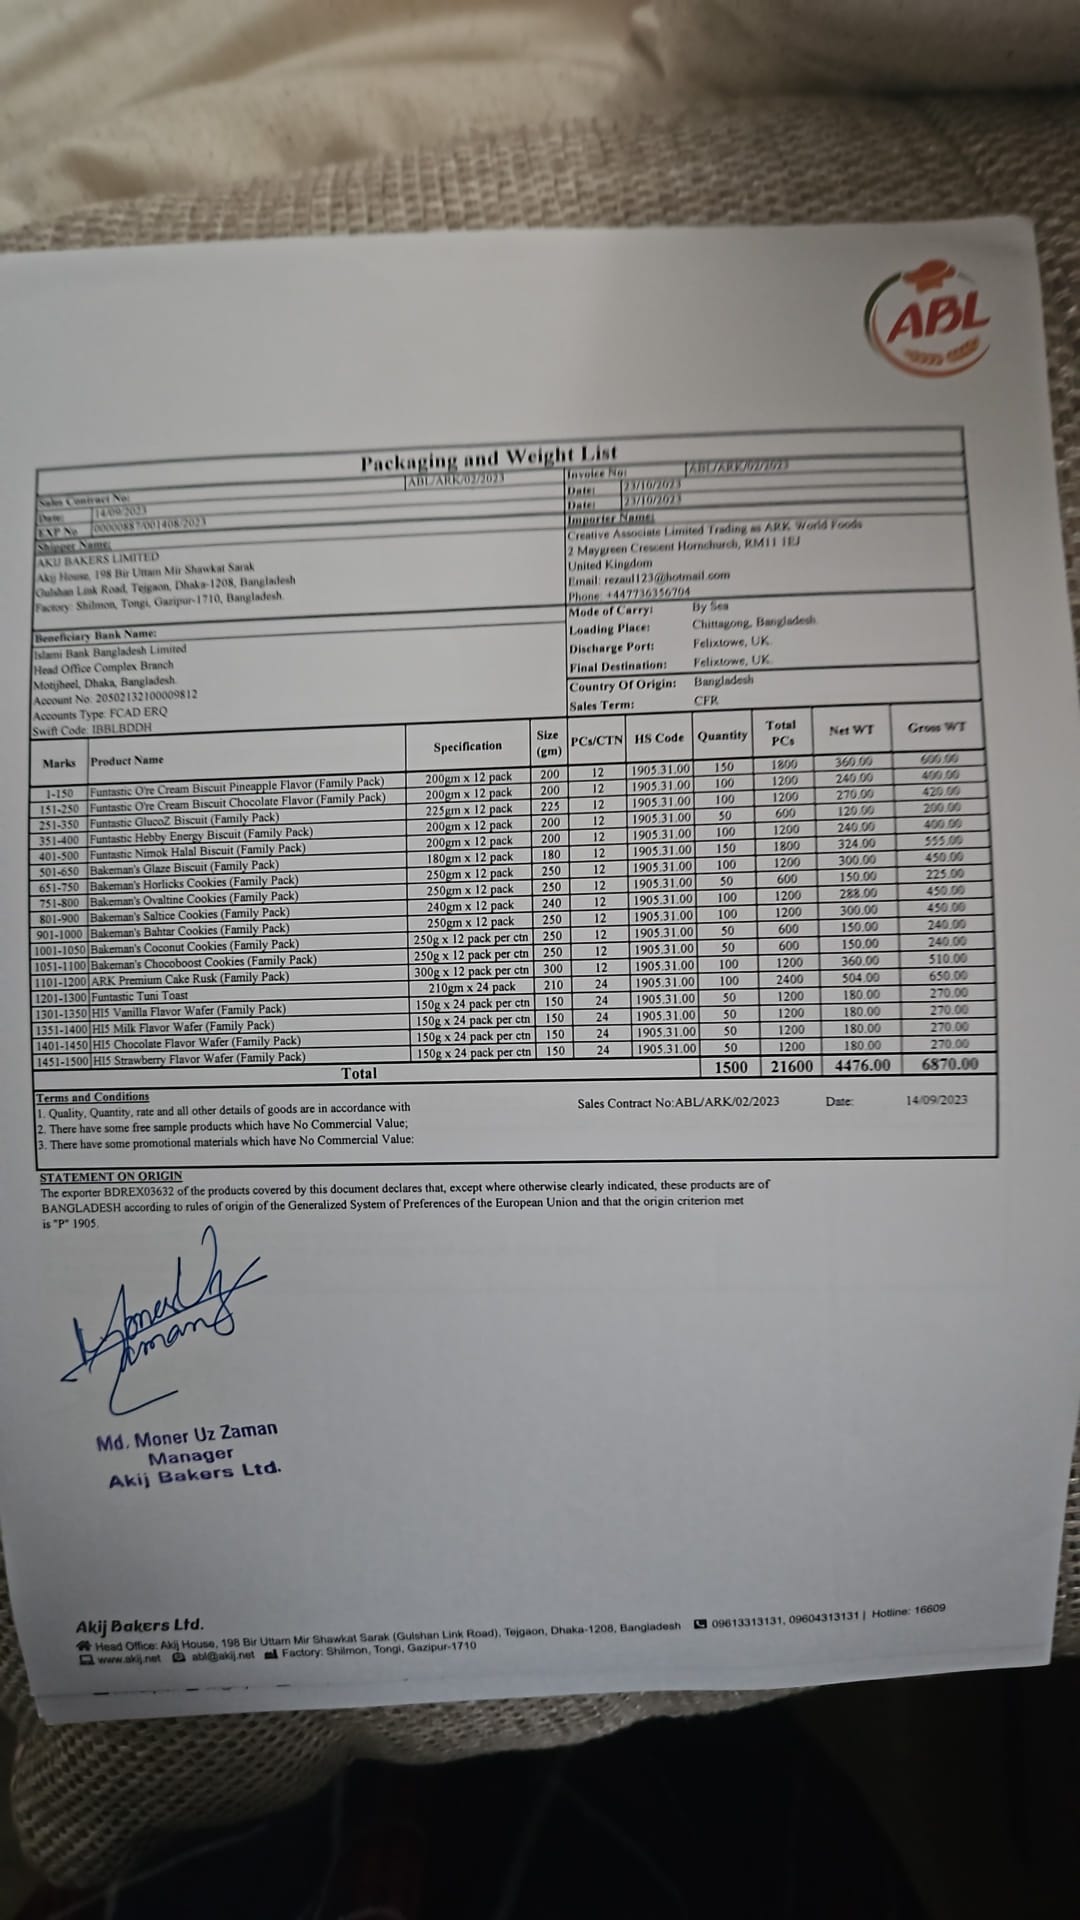 ABL
Packaging and Weight List
Sales Contract No: ABL/ARK/02/2023 Invoice No: ABL/ARK/02/2023
Date: 14/09/2023 Date: 23/10/2023
EXP No 00000887/001408/2023 Date: 23/10/2023
Shipper Name:
AKIJ BAKERS LIMITED
Akij House, 198 Bir Uttam Mir Shawkat Sarak
Gulshan Link Road, Tejgaon, Dhaka-1208, Bangladesh
Factory: Shilmon, Tongi, Gazipur-1710, Bangladesh.
Importer Name:
Creative Associate Limited Trading as ARK World Foods
2 Maygreen Crescent Hornchurch, RM11 1EJ
United Kingdom
Email: rezaul123@hotmail.com
Phone: +447736356704
Beneficiary Bank Name:
Islami Bank Bangladesh Limited
Head Office Complex Branch
Motijheel, Dhaka, Bangladesh.
Account No: 20502132100009812
Accounts Type: FCAD ERQ
Swift Code: IBBLBDDH
Mode of Carry: By Sea
Loading Place: Chittagong, Bangladesh.
Discharge Port: Felixtowe, UK.
Final Destination: Felixtowe, UK.
Country Of Origin: Bangladesh
Sales Term: CFR
Marks Product Name Specification Size (gm) PCs/CTN HS Code Quantity Total PCs Net WT Gross WT
1-150 Funtastic O're Cream Biscuit Pineapple Flavor (Family Pack) 200gm x 12 pack 200 12 1905.31.00 150 1800 360.00 600.00
151-250 Funtastic O're Cream Biscuit Chocolate Flavor (Family Pack) 200gm x 12 pack 200 12 1905.31.00 100 1200 240.00 400.00
251-350 Funtastic GlucoZ Biscuit (Family Pack) 225gm x 12 pack 225 12 1905.31.00 100 1200 270.00 420.00
351-400 Funtastic Hebby Energy Biscuit (Family Pack) 200gm x 12 pack 200 12 1905.31.00 50 600 120.00 200.00
401-500 Funtastic Nimok Halal Biscuit (Family Pack) 200gm x 12 pack 200 12 1905.31.00 100 1200 240.00 400.00
501-650 Bakeman's Glaze Biscuit (Family Pack) 180gm x 12 pack 180 12 1905.31.00 150 1800 324.00 555.00
651-750 Bakeman's Horlicks Cookies (Family Pack) 250gm x 12 pack 250 12 1905.31.00 100 1200 300.00 450.00
751-800 Bakeman's Ovaltine Cookies (Family Pack) 250gm x 12 pack 250 12 1905.31.00 50 600 150.00 225.00
801-900 Bakeman's Saltice Cookies (Family Pack) 240gm x 12 pack 240 12 1905.31.00 100 1200 288.00 450.00
901-1000 Bakeman's Bahtar Cookies (Family Pack) 250gm x 12 pack 250 12 1905.31.00 100 1200 300.00 450.00
1001-1050 Bakeman's Coconut Cookies (Family Pack) 250g x 12 pack per ctn 250 12 1905.31.00 50 600 150.00 240.00
1051-1100 Bakeman's Chocoboost Cookies (Family Pack) 250g x 12 pack per ctn 250 12 1905.31.00 50 600 150.00 240.00
1101-1200 ARK Premium Cake Rusk (Family Pack) 300g x 12 pack per ctn 300 12 1905.31.00 100 1200 360.00 510.00
1201-1300 Funtastic Tuni Toast 210gm x 24 pack 210 24 1905.31.00 100 2400 504.00 650.00
1301-1350 HI5 Vanilla Flavor Wafer (Family Pack) 150g x 24 pack per ctn 150 24 1905.31.00 50 1200 180.00 270.00
1351-1400 HI5 Milk Flavor Wafer (Family Pack) 150g x 24 pack per ctn 150 24 1905.31.00 50 1200 180.00 270.00
1401-1450 HI5 Chocolate Flavor Wafer (Family Pack) 150g x 24 pack per ctn 150 24 1905.31.00 50 1200 180.00 270.00
1451-1500 HI5 Strawberry Flavor Wafer (Family Pack) 150g x 24 pack per ctn 150 24 1905.31.00 50 1200 180.00 270.00
Total 1500 21600 4476.00 6870.00
Terms and Conditions
1. Quality, Quantity, rate and all other details of goods are in accordance with Sales Contract No:ABL/ARK/02/2023 Date: 14/09/2023
2. There have some free sample products which have No Commercial Value;
3. There have some promotional materials which have No Commercial Value:
STATEMENT ON ORIGIN
The exporter BDREX03632 of the products covered by this document declares that, except where otherwise clearly indicated, these products are of
BANGLADESH according to rules of origin of the Generalized System of Preferences of the European Union and that the origin criterion met
is "P" 1905.
Moner Uz
Zaman
Md. Moner Uz Zaman
Manager
Akij Bakers Ltd.
Akij Bakers Ltd.
Head Office: Akij House, 198 Bir Uttam Mir Shawkat Sarak (Gulshan Link Road), Tejgaon, Dhaka-1208, Bangladesh 09613313131, 09604313131 | Hotline: 16609
www.akij.net abl@akij.net Factory: Shilmon, Tongi, Gazipur-1710